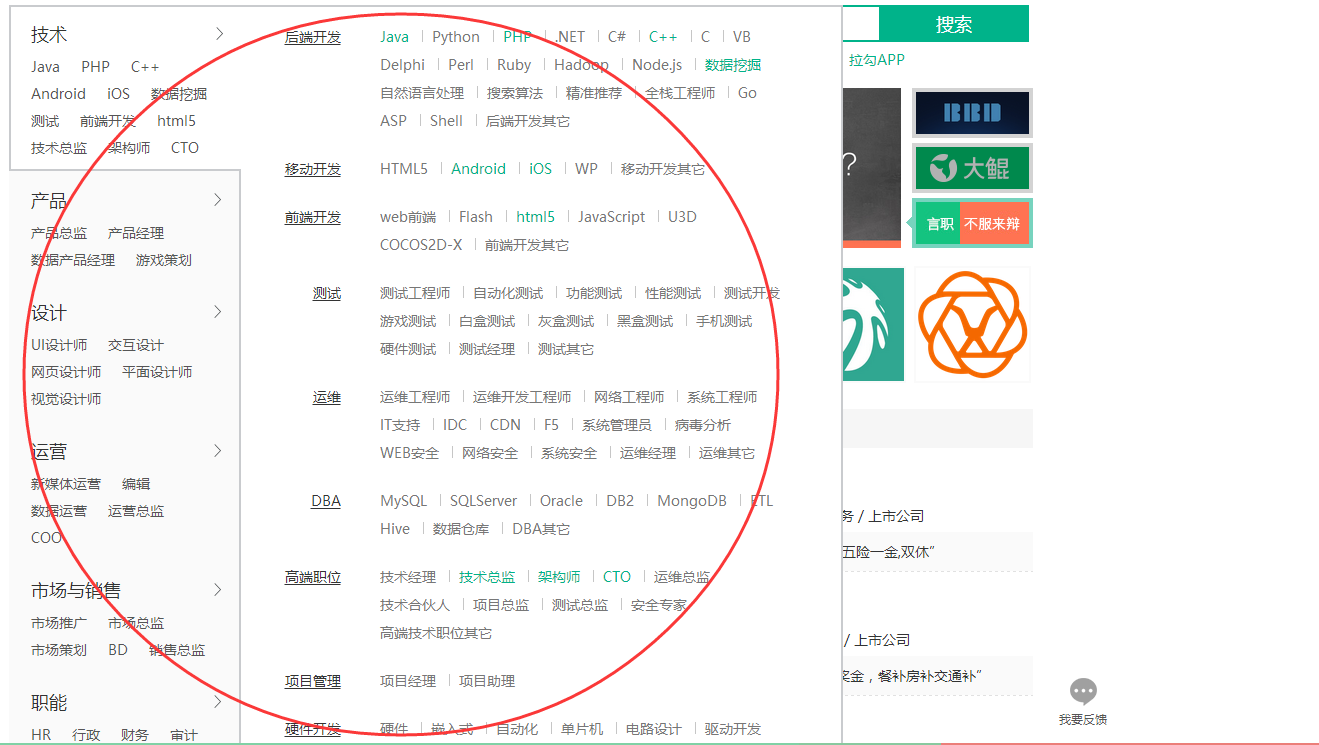 技术
Java PHP C++
Android iOS 数据挖掘
测试 前端开发 html5
技术总监 架构师 CTO
产品
产品总监 产品经理
数据产品经理 游戏策划
设计
UI设计师 交互设计
网页设计师 平面设计师
视觉设计师
运营
新媒体运营 编辑
数据运营 运营总监
COO
市场与销售
市场推广 市场总监
市场策划 BD 销售总监
职能
HR 行政 财务 审计
后端开发 Java Python PHP .NET C# C++ C VB
Delphi Perl Ruby Hadoop Node.js 数据挖掘
自然语言处理 搜索算法 精准推荐 全栈工程师 Go
ASP Shell 后端开发其它
移动开发 HTML5 Android iOS WP 移动开发其它
前端开发 web前端 Flash html5 JavaScript U3D
COCOS2D-X 前端开发其它
测试 测试工程师 自动化测试 功能测试 性能测试 测试开发
游戏测试 白盒测试 灰盒测试 黑盒测试 手机测试
硬件测试 测试经理 测试其它
运维 运维工程师 运维开发工程师 网络工程师 系统工程师
IT支持 IDC CDN F5 系统管理员 病毒分析
WEB安全 网络安全 系统安全 运维经理 运维其它
DBA MySQL SQLServer Oracle DB2 MongoDB ETL
Hive 数据仓库 DBA其它
高端职位 技术经理 技术总监 架构师 CTO 运维总监
技术合伙人 项目总监 测试总监 安全专家
高端技术职位其它
项目管理 项目经理 项目助理
硬件开发 硬件 嵌入式 自动化 单片机 电路设计 驱动开发
搜索
拉勾APP
?
BBD
大鲲
言职 不服来辩
务 / 上市公司
五险一金,双休”
/ 上市公司
奖金，餐补房补交通补”
我要反馈